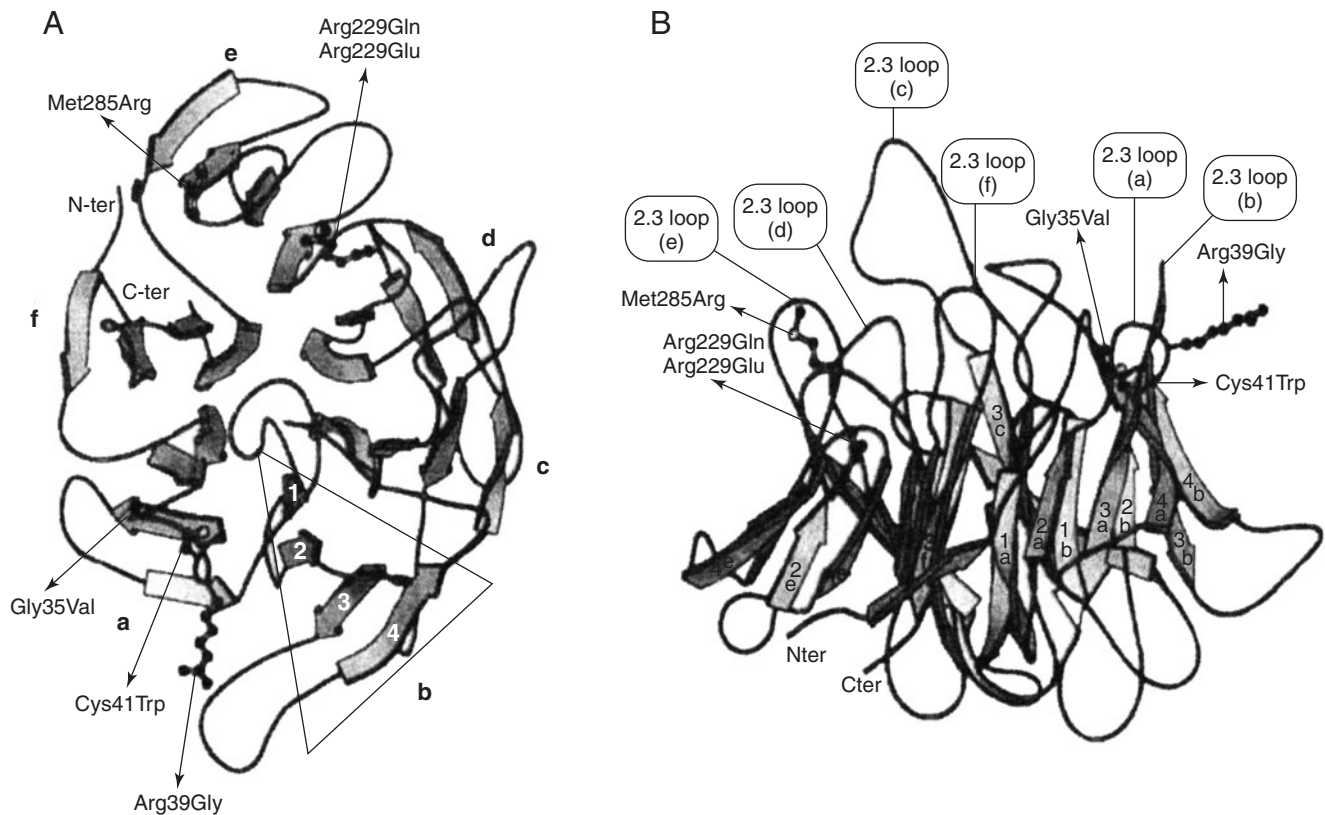 A
Arg229Gln
Arg229Glu
e
Met285Arg
N-ter
d
C-ter
f
c
1
2
3
4
Gly35Val
a
b
Cys41Trp
Arg39Gly
B
2.3 loop
(c)
2.3 loop
(f)
2.3 loop
(a)
2.3 loop
(b)
2.3 loop
(e)
2.3 loop
(d)
Gly35Val
Arg39Gly
Met285Arg
Arg229Gln
Arg229Glu
Cys41Trp
3
c
4
b
3
a
2
b
4
a
1
a
2
a
1
b
3
b
e
2
e
Nter
Cter